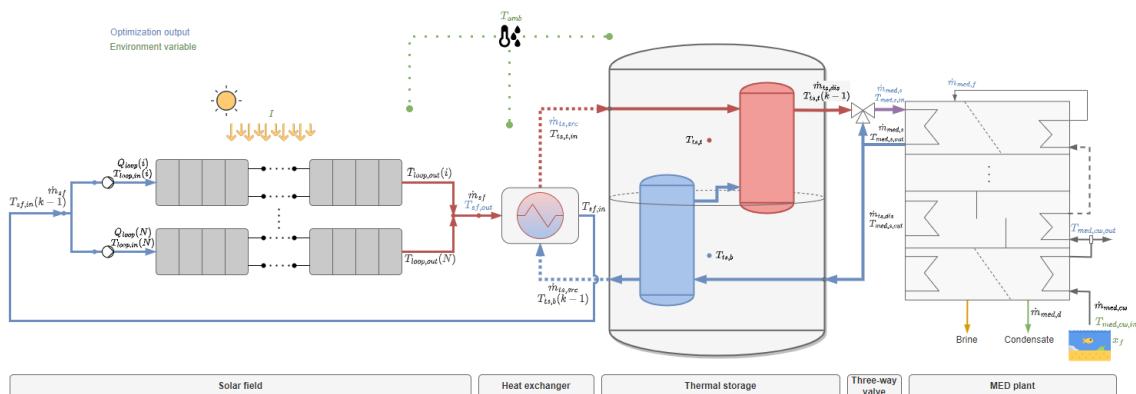 Optimization output
Environment variable
T_amb
I
Q_loop(i)
T_loop,in(i)
T_loop,out(i)
ṁ_sf
T_sf,in(k−1)
Q_loop(N)
T_loop,in(N)
T_loop,out(N)
ṁ_sf
T_sf,out
T_sf,in
ṁ_ts,src
T_ts,t,in
ṁ_ts,src
T_ts,b(k−1)
T_ts,t
T_ts,b
ṁ_ts,dis
T_ts,t(k−1)
ṁ_med,s
T_med,s,in
ṁ_med,s
T_med,s,out
ṁ_ts,dis
T_med,s,out
ṁ_med,f
T_med,cw,out
ṁ_med,d
ṁ_med,cw
T_med,cw,in
x_f
Brine
Condensate
Solar field
Heat exchanger
Thermal storage
Three-way
valve
MED plant